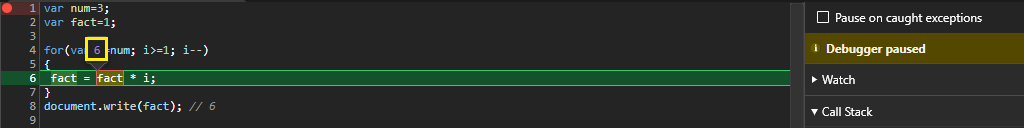 1 var num=3;
2 var fact=1;
3
4 for(var 6 =num; i>=1; i--)
5 {
6 fact = fact * i;
7 }
8 document.write(fact); // 6
9
Pause on caught exceptions
Debugger paused
Watch
Call Stack